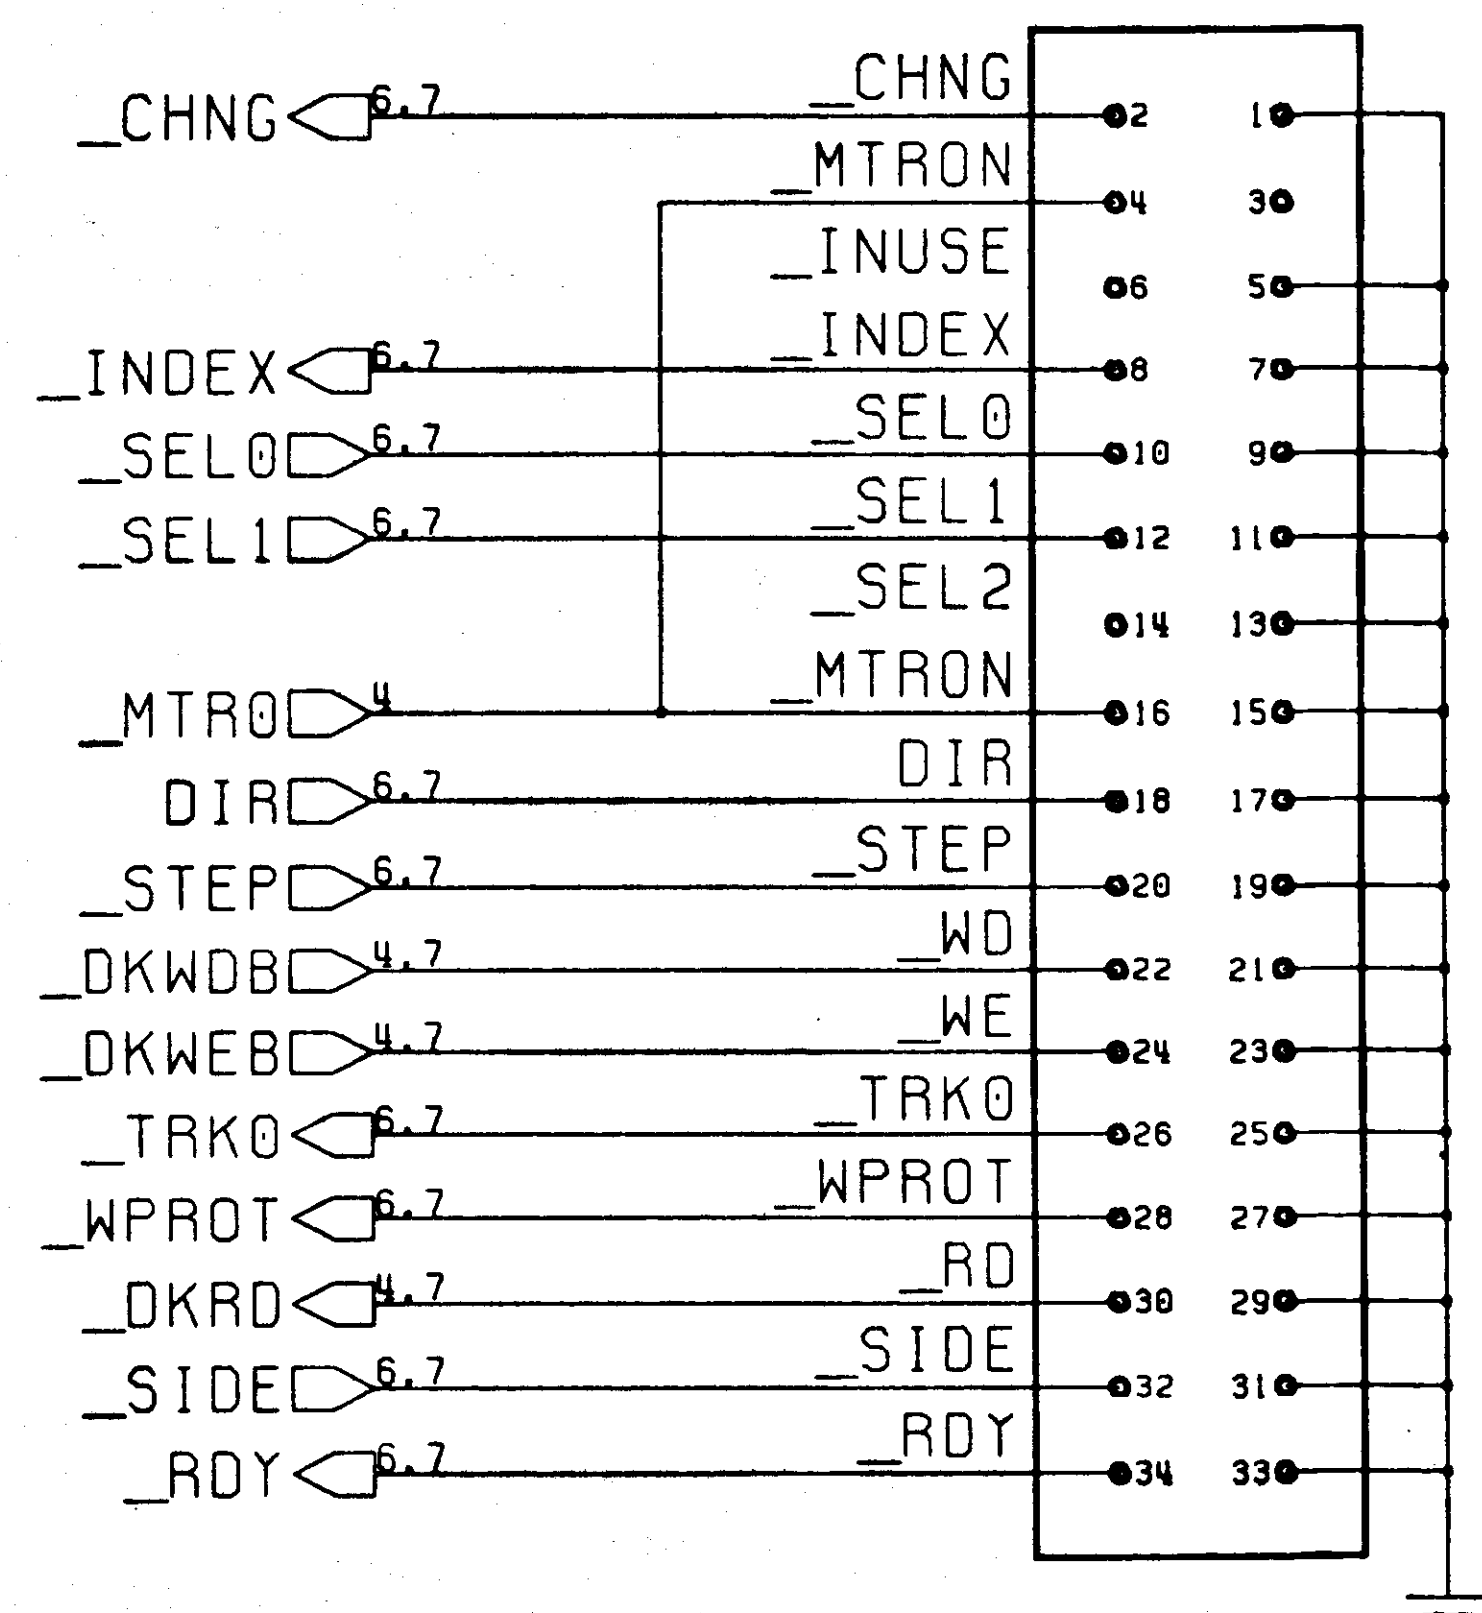 _CHNG 6,7 _CHNG 2 1
_MTRON 4 3
_INUSE 6 5
_INDEX 6,7 _INDEX 8 7
_SEL0 6,7 _SEL0 10 9
_SEL1 6,7 _SEL1 12 11
_SEL2 14 13
_MTR0 4 _MTRON 16 15
DIR 6,7 DIR 18 17
_STEP 6,7 _STEP 20 19
_DKWDB 4,7 _WD 22 21
_DKWEB 4,7 _WE 24 23
_TRK0 6,7 _TRK0 26 25
_WPROT 6,7 _WPROT 28 27
_DKRD 4,7 _RD 30 29
_SIDE 6,7 _SIDE 32 31
_RDY 6,7 _RDY 34 33